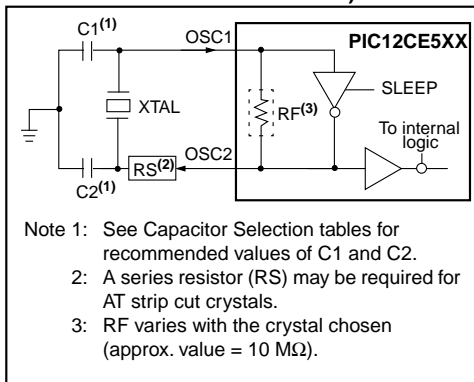 C1(1)
OSC1
PIC12CE5XX
SLEEP
XTAL
RF(3)
To internal
logic
OSC2
RS(2)
C2(1)
Note 1: See Capacitor Selection tables for
recommended values of C1 and C2.
2: A series resistor (RS) may be required for
AT strip cut crystals.
3: RF varies with the crystal chosen
(approx. value = 10 MΩ).